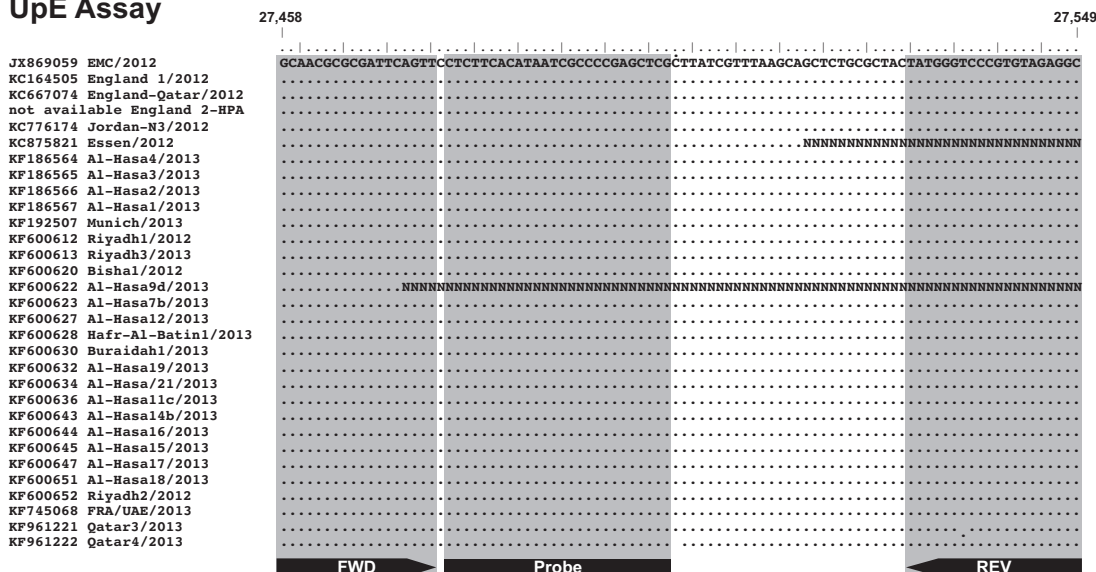 UpE Assay
27,458 27,549
JX869059 EMC/2012 GCAACGCGCGATTCAGTTCCTCTTCACATAATCGCCCCGAGCTCGCTTATCGTTTAAGCAGCTCTGCGCTACTATGGGTCCCGTGTAGAGGC
KC164505 England 1/2012
KC667074 England-Qatar/2012
not available England 2-HPA
KC776174 Jordan-N3/2012
KC875821 Essen/2012 NNNNNNNNNNNNNNNNNNNNNNNNNNNNNNNN
KF186564 Al-Hasa4/2013
KF186565 Al-Hasa3/2013
KF186566 Al-Hasa2/2013
KF186567 Al-Hasa1/2013
KF192507 Munich/2013
KF600612 Riyadh1/2012
KF600613 Riyadh3/2013
KF600620 Bisha1/2012
KF600622 Al-Hasa9d/2013 NNNNNNNNNNNNNNNNNNNNNNNNNNNNNNNNNNNNNNNNNNNNNNNNNNNNNNNNNNNNNNNNNNNNNNNNNNNNNN
KF600623 Al-Hasa7b/2013
KF600627 Al-Hasa12/2013
KF600628 Hafr-Al-Batin1/2013
KF600630 Buraidah1/2013
KF600632 Al-Hasa19/2013
KF600634 Al-Hasa/21/2013
KF600636 Al-Hasa11c/2013
KF600643 Al-Hasa14b/2013
KF600644 Al-Hasa16/2013
KF600645 Al-Hasa15/2013
KF600647 Al-Hasa17/2013
KF600651 Al-Hasa18/2013
KF600652 Riyadh2/2012
KF745068 FRA/UAE/2013
KF961221 Qatar3/2013
KF961222 Qatar4/2013
FWD Probe REV